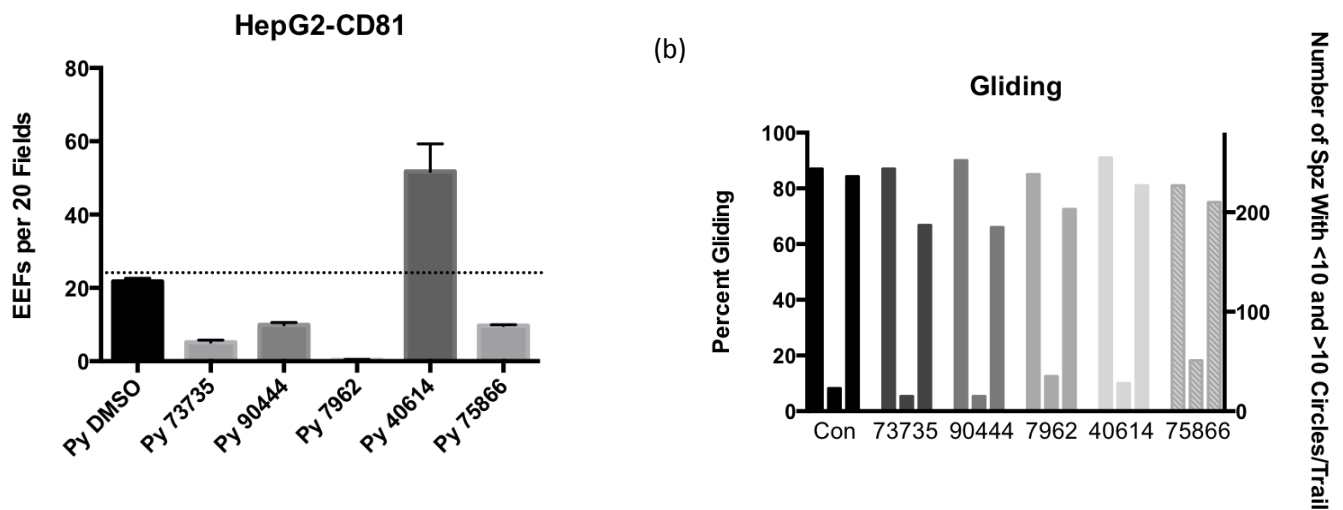 HepG2-CD81
EEFs per 20 Fields
80
60
40
20
0
Py DMSO
Py 73735
Py 90444
Py 7962
Py 40614
Py 75866
(b)
Gliding
Percent Gliding
100
80
60
40
20
0
Con
73735
90444
7962
40614
75866
200
100
0
Number of Spz With <10 and >10 Circles/Trail